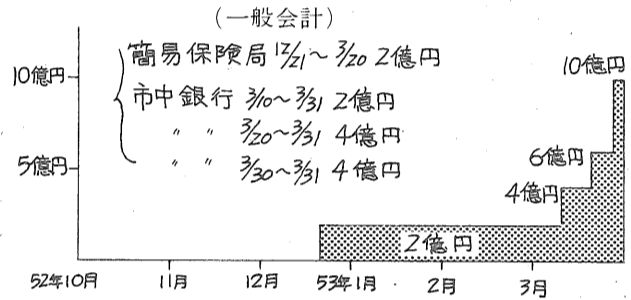 （一般会計）
簡易保険局 12/21〜3/20 2億円
市中銀行 3/10〜3/31 2億円
〃 〃 3/20〜3/31 4億円
〃 〃 3/30〜3/31 4億円
10億円
5億円
10億円
6億円
4億円
2億円
52年10月 11月 12月 53年1月 2月 3月